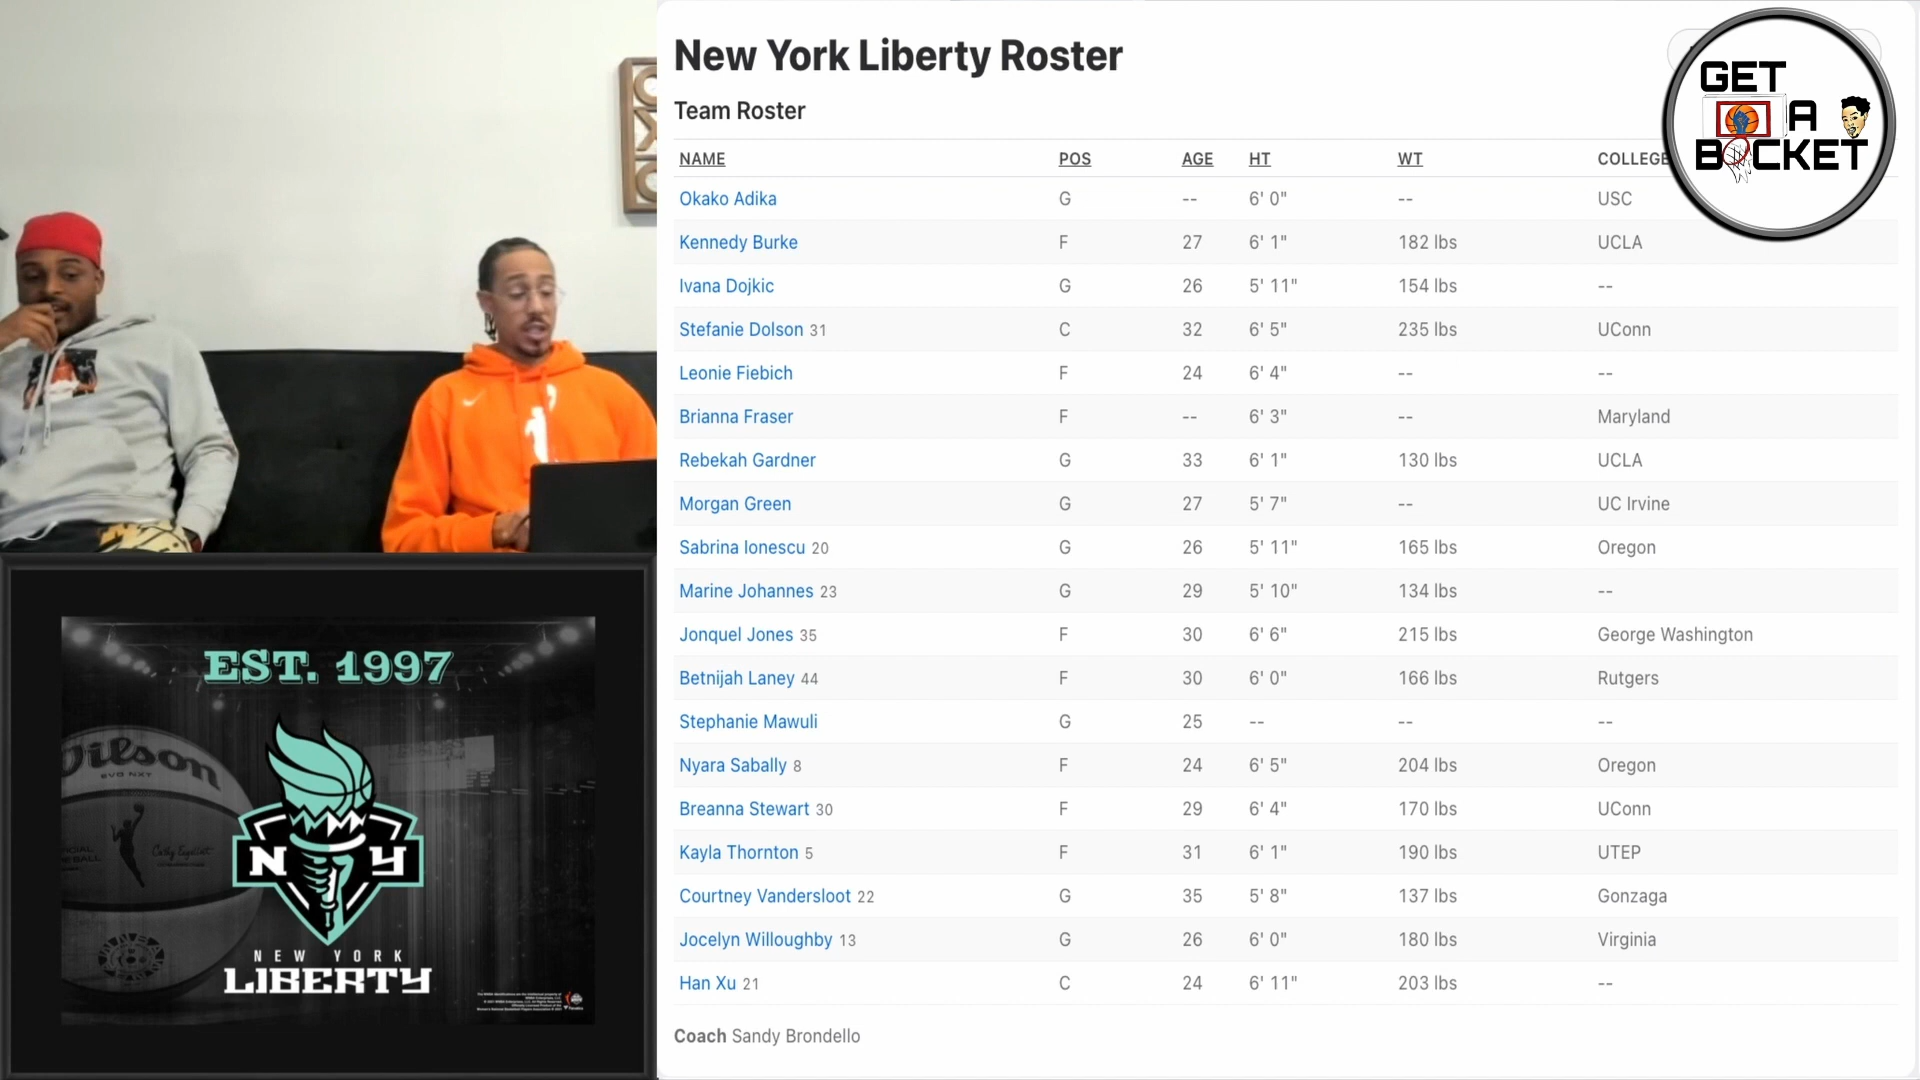 New York Liberty Roster
Team Roster
NAME POS AGE HT WT COLLEGE
Okako Adika G -- 6' 0" -- USC
Kennedy Burke F 27 6' 1" 182 lbs UCLA
Ivana Dojkic G 26 5' 11" 154 lbs --
Stefanie Dolson 31 C 32 6' 5" 235 lbs UConn
Leonie Fiebich F 24 6' 4" -- --
Brianna Fraser F -- 6' 3" -- Maryland
Rebekah Gardner G 33 6' 1" 130 lbs UCLA
Morgan Green G 27 5' 7" -- UC Irvine
Sabrina Ionescu 20 G 26 5' 11" 165 lbs Oregon
Marine Johannes 23 G 29 5' 10" 134 lbs --
Jonquel Jones 35 F 30 6' 6" 215 lbs George Washington
Betnijah Laney 44 F 30 6' 0" 166 lbs Rutgers
Stephanie Mawuli G 25 -- -- --
Nyara Sabally 8 F 24 6' 5" 204 lbs Oregon
Breanna Stewart 30 F 29 6' 4" 170 lbs UConn
Kayla Thornton 5 F 31 6' 1" 190 lbs UTEP
Courtney Vandersloot 22 G 35 5' 8" 137 lbs Gonzaga
Jocelyn Willoughby 13 G 26 6' 0" 180 lbs Virginia
Han Xu 21 C 24 6' 11" 203 lbs --
Coach Sandy Brondello
GET
A
BUCKET
EST. 1997
Wilson
EVO NXT
NY
NEW YORK
LIBERTY